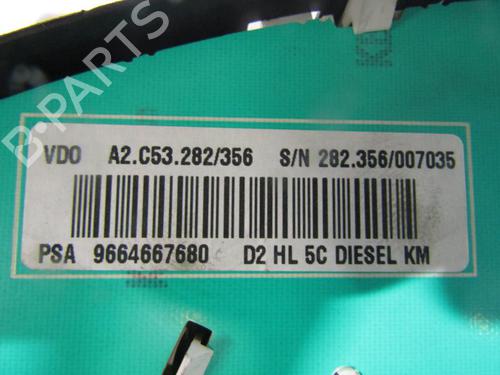 VDO A2.C53.282/356 S/N 282.356/007035
PSA 9664667680 D2 HL 5C DIESEL KM
B-PARTS